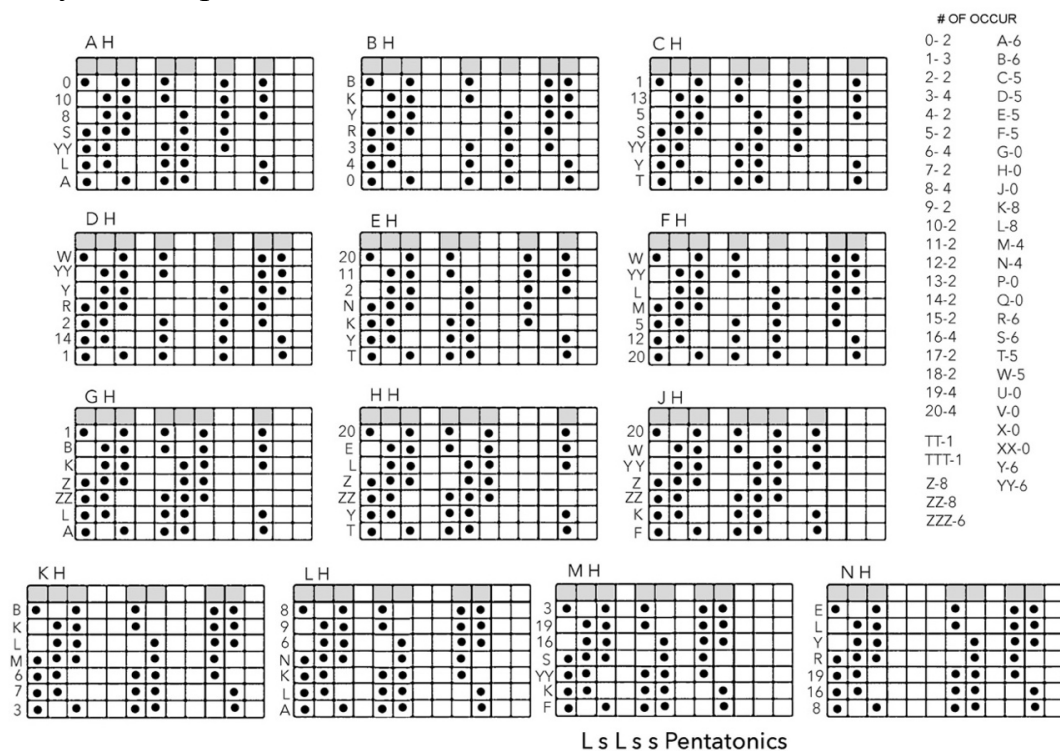 # OF OCCUR
A H
B H
C H
0
10
8
S
YY
L
A
B
K
Y
R
3
4
0
1
13
5
S
YY
Y
T
D H
E H
F H
W
YY
Y
R
2
14
1
20
11
2
N
K
Y
T
W
YY
L
M
5
12
20
G H
H H
J H
1
B
K
Z
ZZ
L
A
20
E
L
Z
ZZ
Y
T
20
W
YY
Z
ZZ
K
F
K H
L H
M H
N H
B
K
L
M
6
7
3
8
9
6
N
K
L
A
3
19
16
S
YY
K
F
E
L
Y
R
19
16
8
0- 2
1- 3
2- 2
3- 4
4- 2
5- 2
6- 4
7- 2
8- 4
9- 2
10-2
11-2
12-2
13-2
14-2
15-2
16-4
17-2
18-2
19-4
20-4
TT-1
TTT-1
Z-8
ZZ-8
ZZZ-6
A-6
B-6
C-5
D-5
E-5
F-5
G-0
H-0
J-0
K-8
L-8
M-4
N-4
P-0
Q-0
R-6
S-6
T-5
W-5
U-0
V-0
X-0
XX-0
Y-6
YY-6
L s L s s Pentatonics